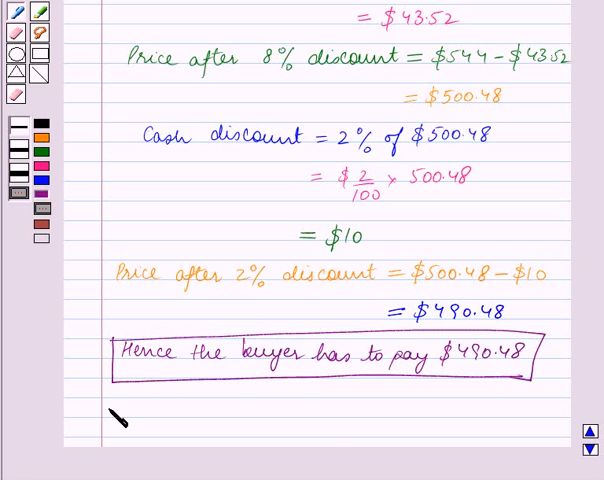 = $43.52
Price after 8% discount = $544 - $43.52
= $500.48
Cash discount = 2% of $500.48
= $ 2/100 × 500.48
= $10
Price after 2% discount = $500.48 - $10
= $490.48
Hence the buyer has to pay $490.48